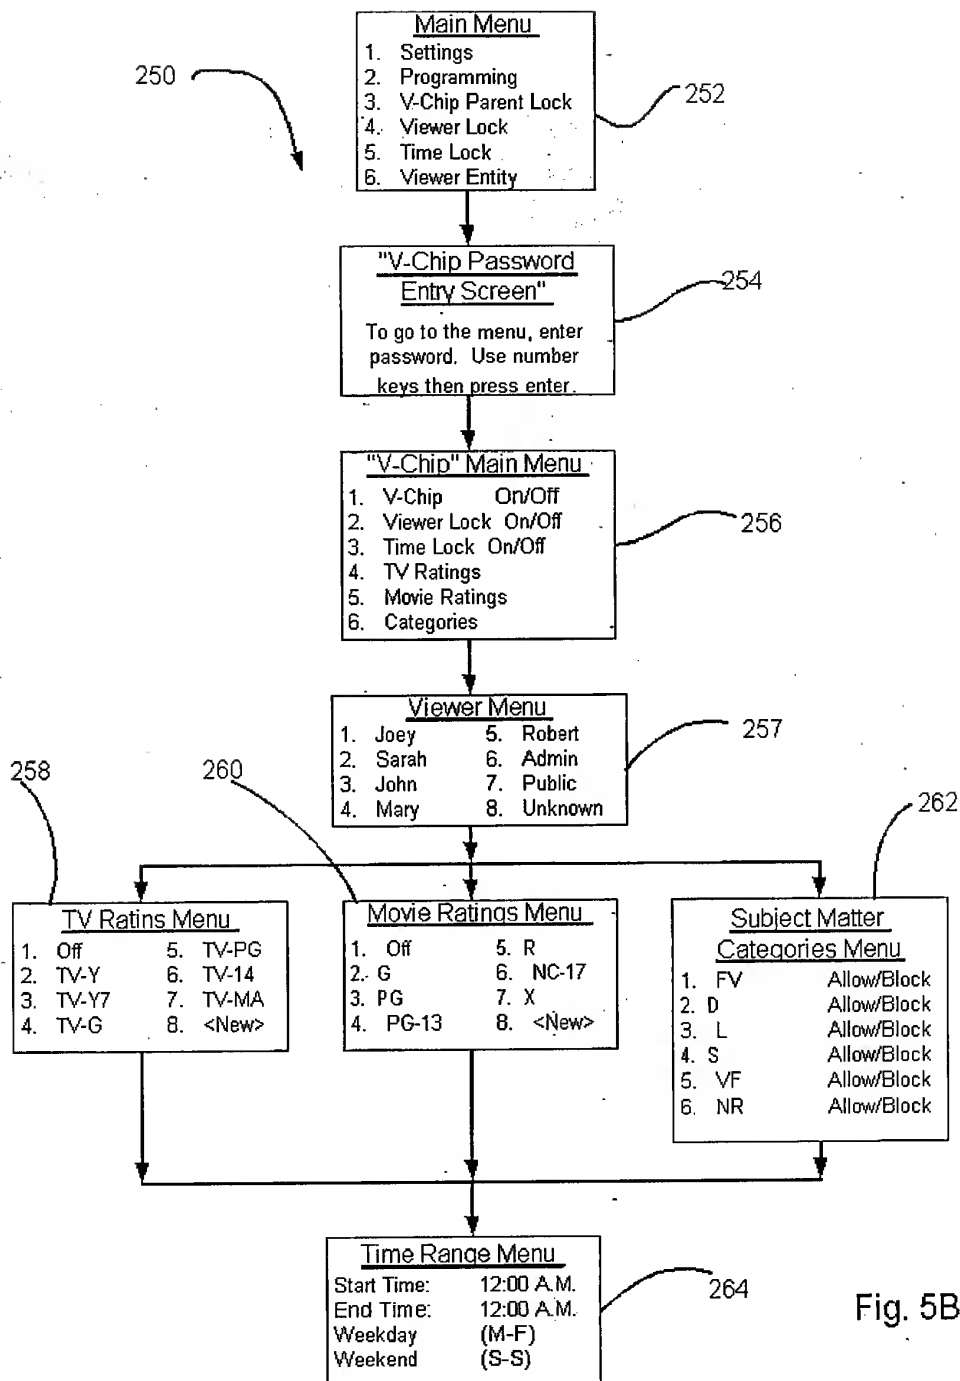 Main Menu
1. Settings
2. Programming
3. V-Chip Parent Lock
4. Viewer Lock
5. Time Lock
6. Viewer Entity
250
252
"V-Chip Password
Entry Screen"
To go to the menu, enter
password. Use number
keys then press enter.
254
"V-Chip" Main Menu
1. V-Chip On/Off
2. Viewer Lock On/Off
3. Time Lock On/Off
4. TV Ratings
5. Movie Ratings
6. Categories
256
Viewer Menu
1. Joey 5. Robert
2. Sarah 6. Admin
3. John 7. Public
4. Mary 8. Unknown
257
258
TV Ratins Menu
1. Off 5. TV-PG
2. TV-Y 6. TV-14
3. TV-Y7 7. TV-MA
4. TV-G 8. <New>
260
Movie Ratings Menu
1. Off 5. R
2. G 6. NC-17
3. PG 7. X
4. PG-13 8. <New>
262
Subject Matter
Categories Menu
1. FV Allow/Block
2. D Allow/Block
3. L Allow/Block
4. S Allow/Block
5. VF Allow/Block
6. NR Allow/Block
Time Range Menu
Start Time: 12:00 A.M.
End Time: 12:00 A.M.
Weekday (M-F)
Weekend (S-S)
264
Fig. 5B